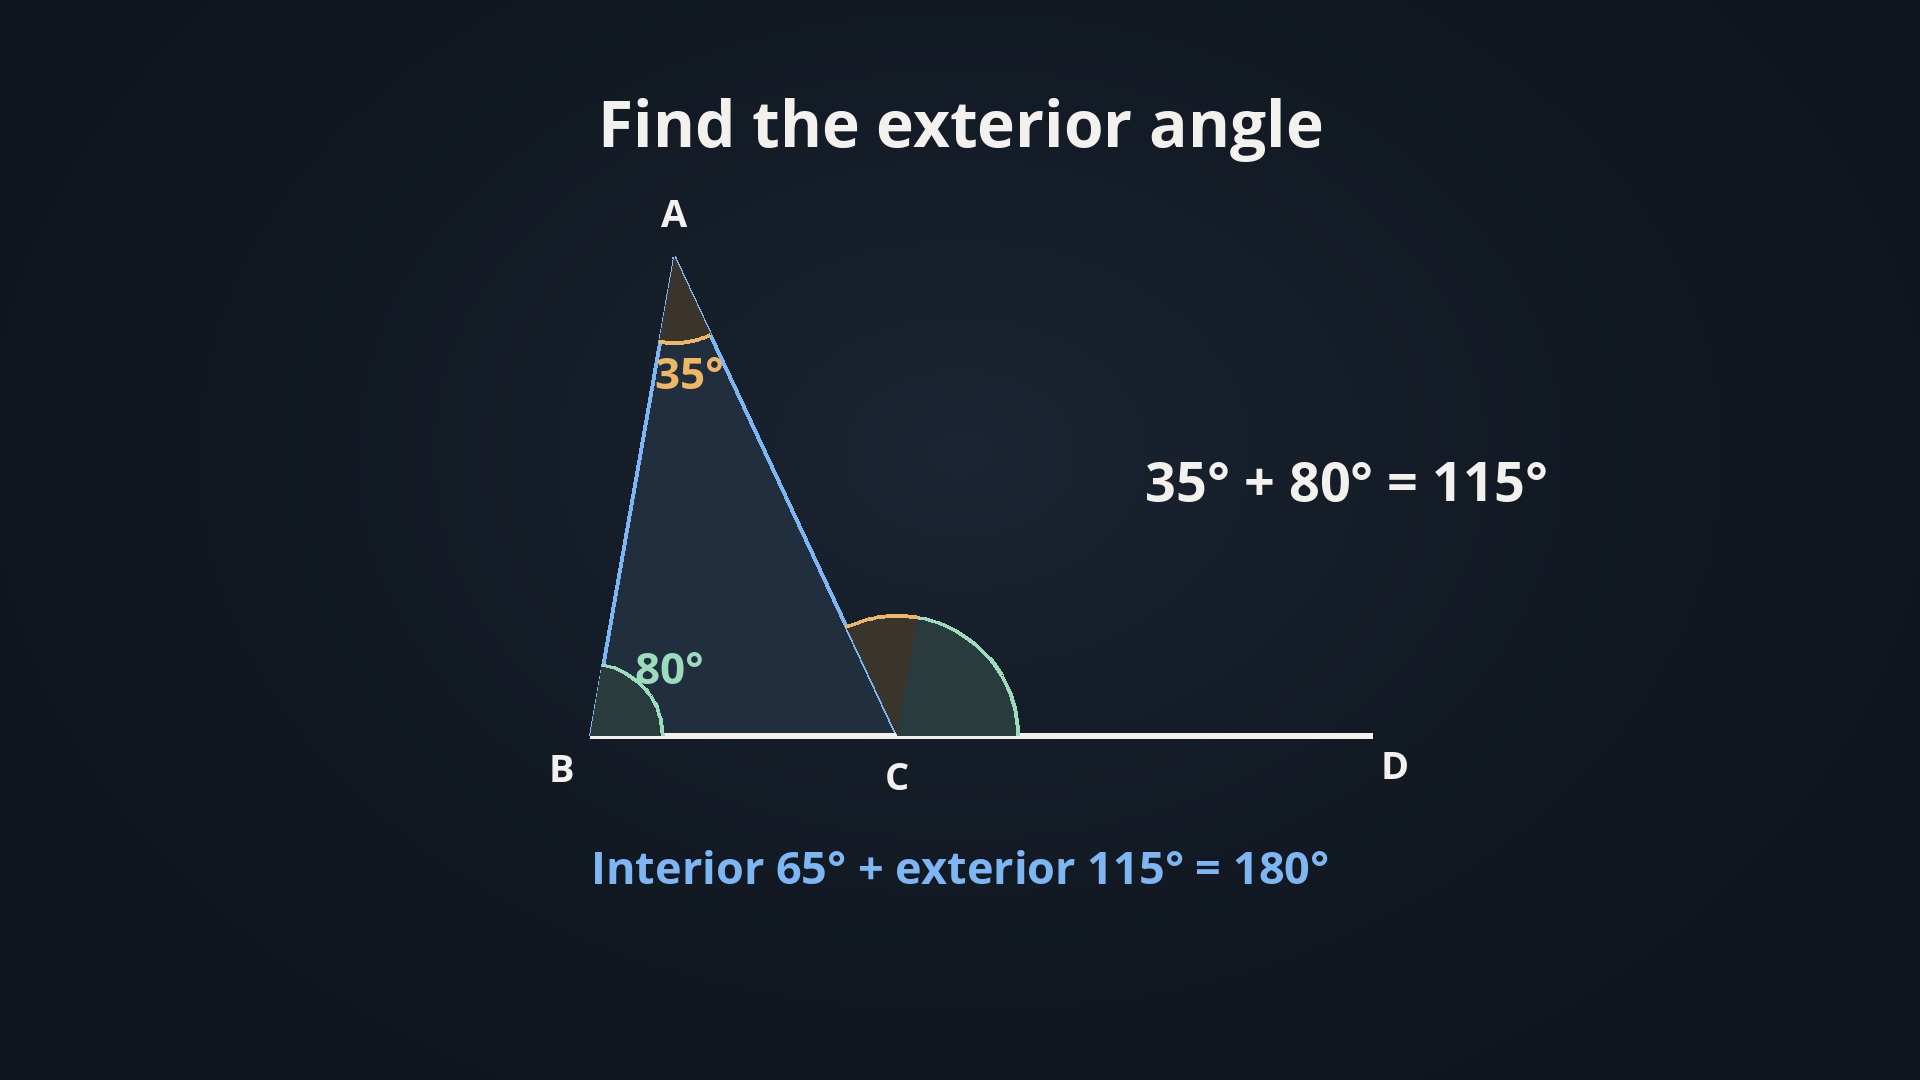 Find the exterior angle
A
35°
35° + 80° = 115°
80°
B
C
D
Interior 65° + exterior 115° = 180°